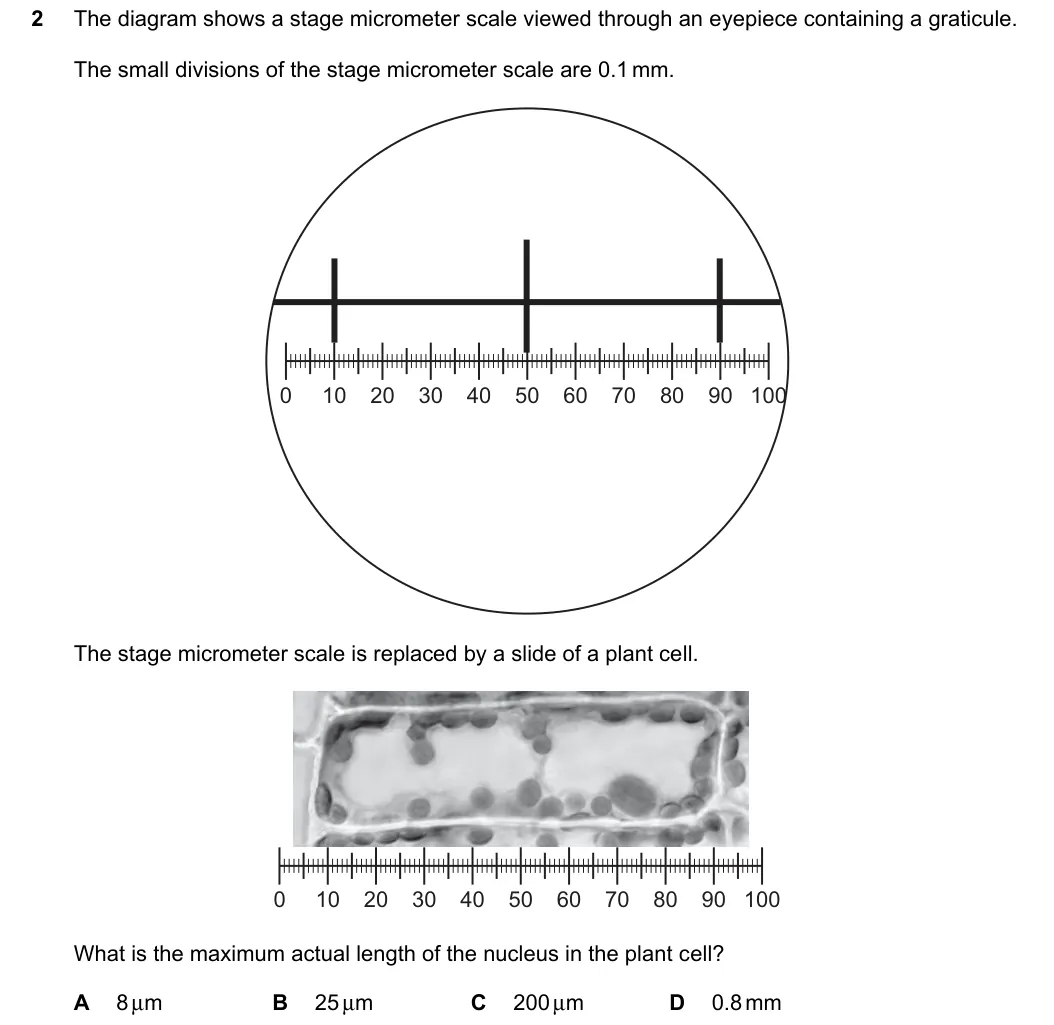 2 The diagram shows a stage micrometer scale viewed through an eyepiece containing a graticule.
The small divisions of the stage micrometer scale are 0.1 mm.
0 10 20 30 40 50 60 70 80 90 100
The stage micrometer scale is replaced by a slide of a plant cell.
0 10 20 30 40 50 60 70 80 90 100
What is the maximum actual length of the nucleus in the plant cell?
A 8 μm B 25 μm C 200 μm D 0.8 mm